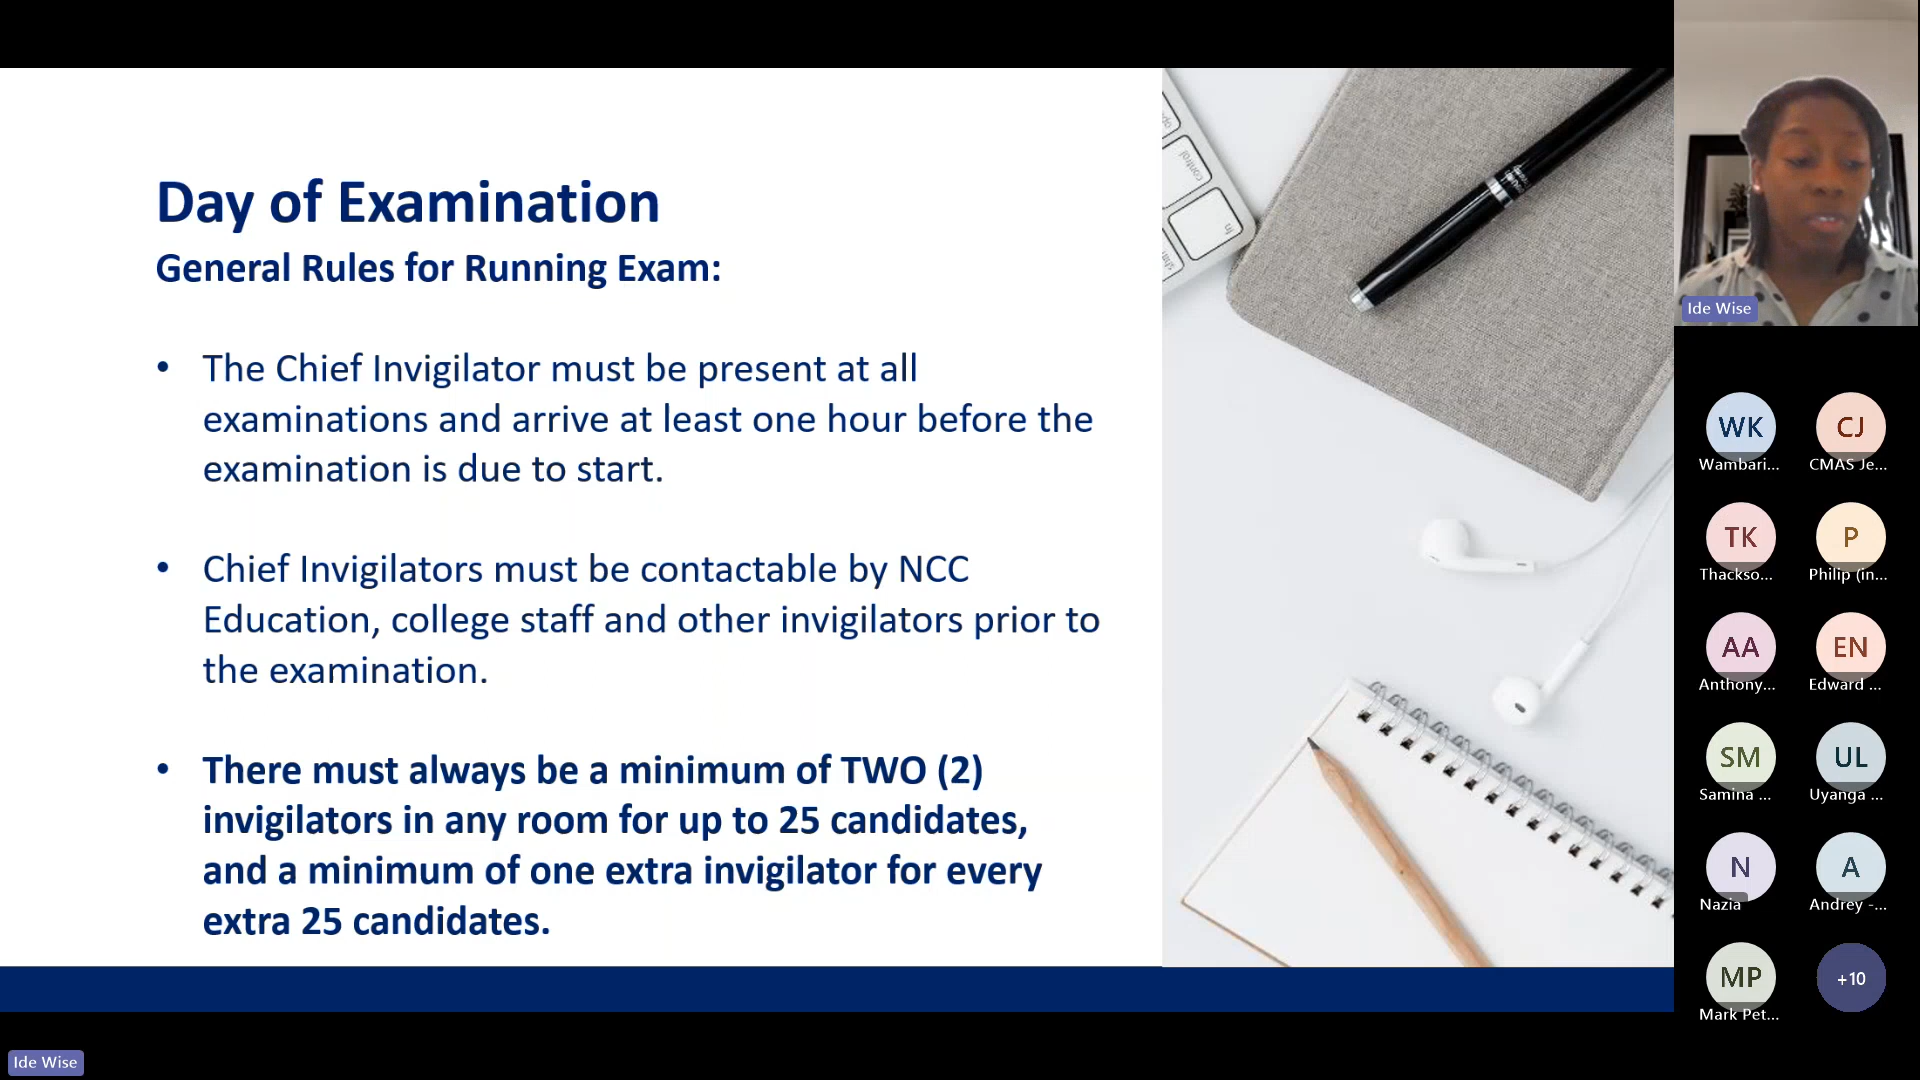 Day of Examination
General Rules for Running Exam:
• The Chief Invigilator must be present at all
examinations and arrive at least one hour before the
examination is due to start.
• Chief Invigilators must be contactable by NCC
Education, college staff and other invigilators prior to
the examination.
• There must always be a minimum of TWO (2)
invigilators in any room for up to 25 candidates,
and a minimum of one extra invigilator for every
extra 25 candidates.
control
fn
Ide Wise
WK
Wambari...
CJ
CMAS Je...
TK
Thackso...
P
Philip (in...
AA
Anthony...
EN
Edward ...
SM
Samina ...
UL
Uyanga ...
N
Nazia
A
Andrey -...
MP
Mark Pet...
+10
Ide Wise